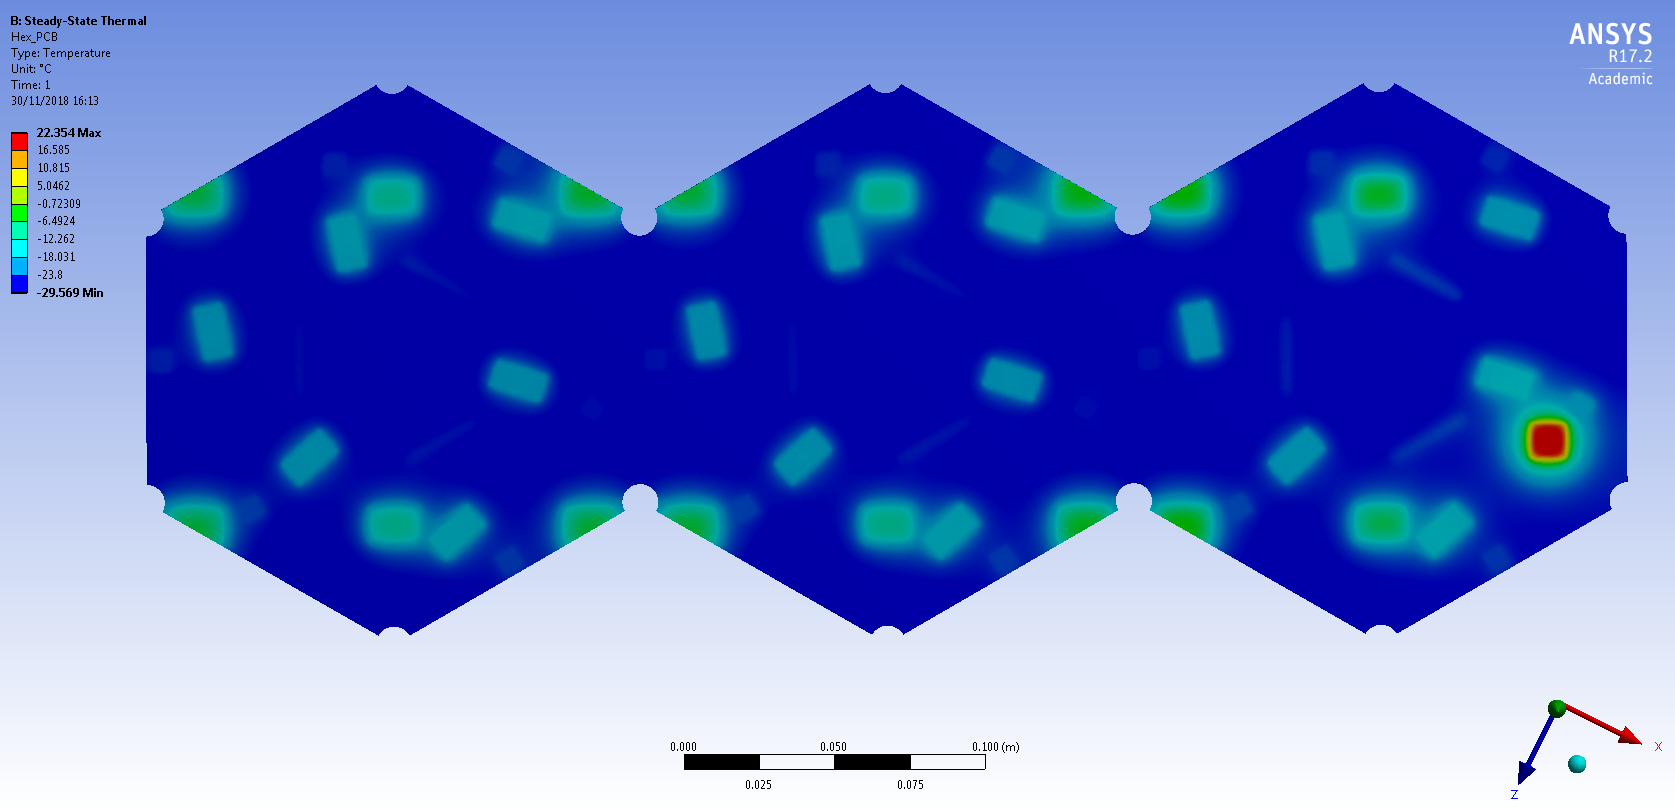 B: Steady-State Thermal
Hex_PCB
Type: Temperature
Unit: °C
Time: 1
30/11/2018 16:13
22.354 Max
16.585
10.815
5.0462
-0.72309
-6.4924
-12.262
-18.031
-23.8
-29.569 Min
ANSYS
R17.2
Academic
0.000 0.050 0.100 (m)
0.025 0.075
X
Z